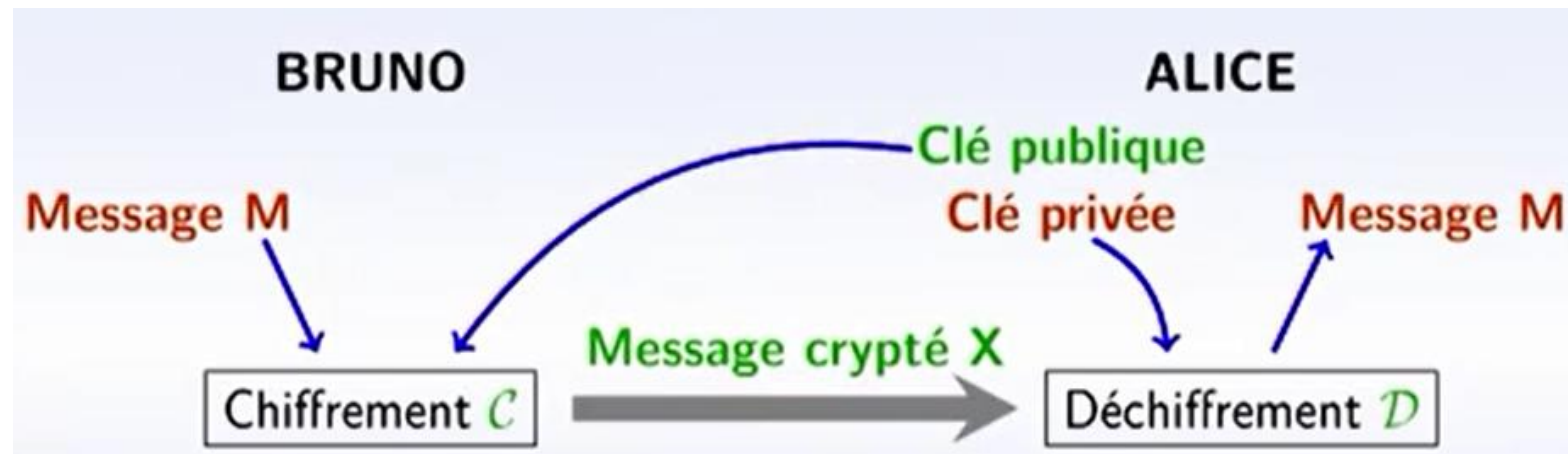 BRUNO
ALICE
Clé publique
Message M
Clé privée
Message M
Message crypté X
Chiffrement C
Déchiffrement D